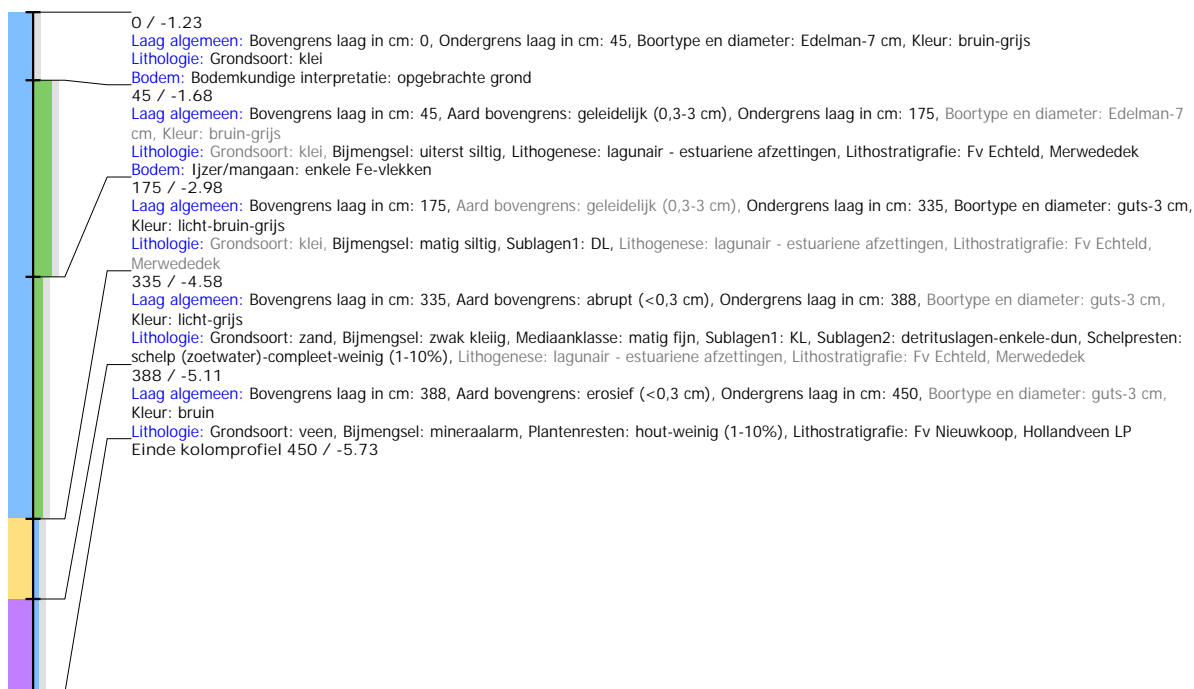 0 / -1.23
Laag algemeen: Bovengrens laag in cm: 0, Ondergrens laag in cm: 45, Boortype en diameter: Edelman-7 cm, Kleur: bruin-grijs
Lithologie: Grondsoort: klei
Bodem: Bodemkundige interpretatie: opgebrachte grond
45 / -1.68
Laag algemeen: Bovengrens laag in cm: 45, Aard bovengrens: geleidelijk (0,3-3 cm), Ondergrens laag in cm: 175, Boortype en diameter: Edelman-7
cm, Kleur: bruin-grijs
Lithologie: Grondsoort: klei, Bijmengsel: uiterst siltig, Lithogenese: lagunair - estuariene afzettingen, Lithostratigrafie: Fv Echteld, Merwededek
Bodem: Ijzer/mangaan: enkele Fe-vlekken
175 / -2.98
Laag algemeen: Bovengrens laag in cm: 175, Aard bovengrens: geleidelijk (0,3-3 cm), Ondergrens laag in cm: 335, Boortype en diameter: guts-3 cm,
Kleur: licht-bruin-grijs
Lithologie: Grondsoort: klei, Bijmengsel: matig siltig, Sublagen1: DL, Lithogenese: lagunair - estuariene afzettingen, Lithostratigrafie: Fv Echteld,
Merwededek
335 / -4.58
Laag algemeen: Bovengrens laag in cm: 335, Aard bovengrens: abrupt (<0,3 cm), Ondergrens laag in cm: 388, Boortype en diameter: guts-3 cm,
Kleur: licht-grijs
Lithologie: Grondsoort: zand, Bijmengsel: zwak kleiig, Mediaanklasse: matig fijn, Sublagen1: KL, Sublagen2: detrituslagen-enkele-dun, Schelpresten:
schelp (zoetwater)-compleet-weinig (1-10%), Lithogenese: lagunair - estuariene afzettingen, Lithostratigrafie: Fv Echteld, Merwededek
388 / -5.11
Laag algemeen: Bovengrens laag in cm: 388, Aard bovengrens: erosief (<0,3 cm), Ondergrens laag in cm: 450, Boortype en diameter: guts-3 cm,
Kleur: bruin
Lithologie: Grondsoort: veen, Bijmengsel: mineraalarm, Plantenresten: hout-weinig (1-10%), Lithostratigrafie: Fv Nieuwkoop, Hollandveen LP
Einde kolomprofiel 450 / -5.73